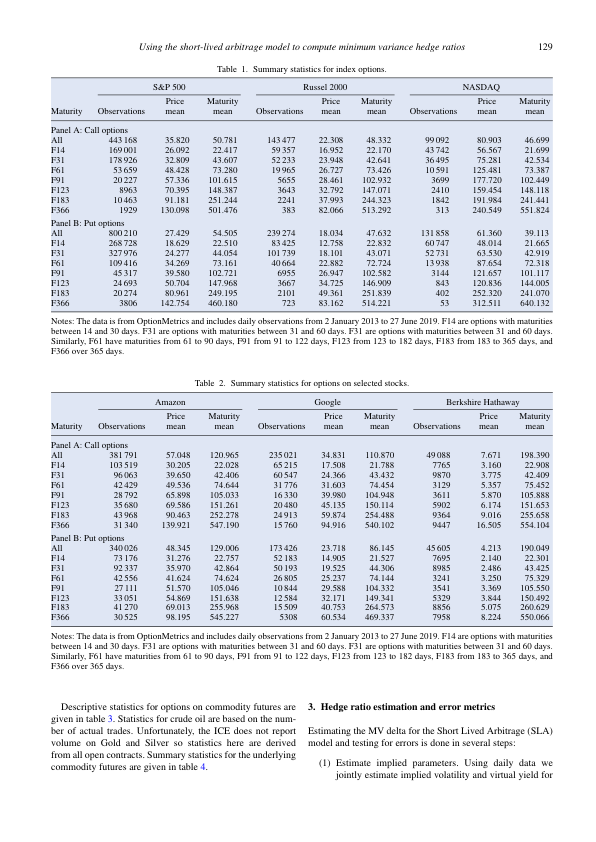 Using the short-lived arbitrage model to compute minimum variance hedge ratios 129
Table 1. Summary statistics for index options.
S&P 500 Russel 2000 NASDAQ
Maturity Observations Price mean Maturity mean Observations Price mean Maturity mean Observations Price mean Maturity mean
Panel A: Call options
All 443 168 35.820 50.781 143 477 22.308 48.332 99 092 80.903 46.699
F14 169 001 26.092 22.417 59 357 16.952 22.170 43 742 56.567 21.699
F31 178 926 32.809 43.607 52 233 23.948 42.641 36 495 75.281 42.534
F61 53 659 48.428 73.280 19 965 26.727 73.426 10 591 125.481 73.387
F91 20 227 57.336 101.615 5655 28.461 102.932 3699 177.720 102.449
F123 8963 70.395 148.387 3643 32.792 147.071 2410 159.454 148.118
F183 10 463 91.181 251.244 2241 37.993 244.323 1842 191.984 241.441
F366 1929 130.098 501.476 383 82.066 513.292 313 240.549 551.824
Panel B: Put options
All 800 210 27.429 54.505 239 274 18.034 47.632 131 858 61.360 39.113
F14 268 728 18.629 22.510 83 425 12.758 22.832 60 747 48.014 21.665
F31 327 976 24.277 44.054 101 739 18.101 43.071 52 731 63.530 42.919
F61 109 416 34.269 73.161 40 664 22.882 72.724 13 938 87.654 72.318
F91 45 317 39.580 102.721 6955 26.947 102.582 3144 121.657 101.117
F123 24 693 50.704 147.968 3667 34.725 146.909 843 120.836 144.005
F183 20 274 80.961 249.195 2101 49.361 251.839 402 252.320 241.070
F366 3806 142.754 460.180 723 83.162 514.221 53 312.511 640.132
Notes: The data is from OptionMetrics and includes daily observations from 2 January 2013 to 27 June 2019. F14 are options with maturities
between 14 and 30 days. F31 are options with maturities between 31 and 60 days. F31 are options with maturities between 31 and 60 days.
Similarly, F61 have maturities from 61 to 90 days, F91 from 91 to 122 days, F123 from 123 to 182 days, F183 from 183 to 365 days, and
F366 over 365 days.
Table 2. Summary statistics for options on selected stocks.
Amazon Google Berkshire Hathaway
Maturity Observations Price mean Maturity mean Observations Price mean Maturity mean Observations Price mean Maturity mean
Panel A: Call options
All 381 791 57.048 120.965 235 021 34.831 110.870 49 088 7.671 198.390
F14 103 519 30.205 22.028 65 215 17.508 21.788 7765 3.160 22.908
F31 96 063 39.650 42.406 60 547 24.366 43.432 9870 3.775 42.409
F61 42 429 49.536 74.644 31 776 31.603 74.454 3129 5.357 75.452
F91 28 792 65.898 105.033 16 330 39.980 104.948 3611 5.870 105.888
F123 35 680 69.586 151.261 20 480 45.135 150.114 5902 6.174 151.653
F183 43 968 90.463 252.278 24 913 59.874 254.488 9364 9.016 255.658
F366 31 340 139.921 547.190 15 760 94.916 540.102 9447 16.505 554.104
Panel B: Put options
All 340 026 48.345 129.006 173 426 23.718 86.145 45 605 4.213 190.049
F14 73 176 31.276 22.757 52 183 14.905 21.527 7695 2.140 22.301
F31 92 337 35.970 42.864 50 193 19.525 44.306 8985 2.486 43.425
F61 42 556 41.624 74.624 26 805 25.237 74.144 3241 3.250 75.329
F91 27 111 51.570 105.046 10 844 29.588 104.332 3541 3.369 105.550
F123 33 051 54.869 151.638 12 584 32.171 149.341 5329 3.844 150.492
F183 41 270 69.013 255.968 15 509 40.753 264.573 8856 5.075 260.629
F366 30 525 98.195 545.227 5308 60.534 469.337 7958 8.224 550.066
Notes: The data is from OptionMetrics and includes daily observations from 2 January 2013 to 27 June 2019. F14 are options with maturities
between 14 and 30 days. F31 are options with maturities between 31 and 60 days. F31 are options with maturities between 31 and 60 days.
Similarly, F61 have maturities from 61 to 90 days, F91 from 91 to 122 days, F123 from 123 to 182 days, F183 from 183 to 365 days, and
F366 over 365 days.
Descriptive statistics for options on commodity futures are
given in table 3. Statistics for crude oil are based on the num-
ber of actual trades. Unfortunately, the ICE does not report
volume on Gold and Silver so statistics here are derived
from all open contracts. Summary statistics for the underlying
commodity futures are given in table 4.
3. Hedge ratio estimation and error metrics
Estimating the MV delta for the Short Lived Arbitrage (SLA)
model and testing for errors is done in several steps:
(1) Estimate implied parameters. Using daily data we
jointly estimate implied volatility and virtual yield for